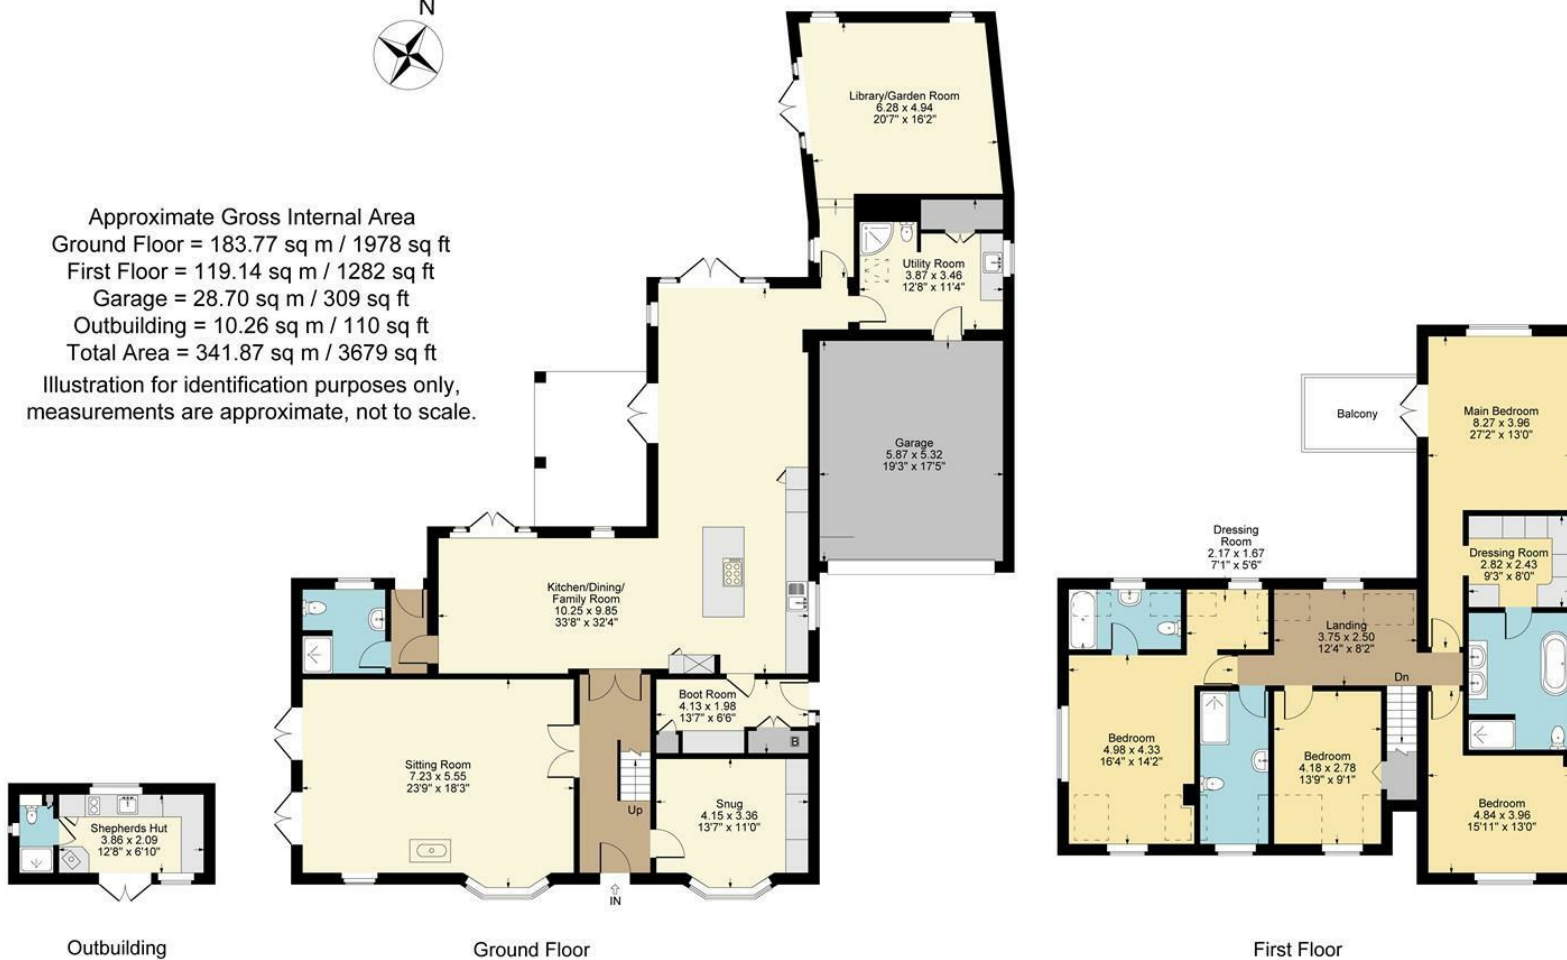 N
Approximate Gross Internal Area
Ground Floor = 183.77 sq m / 1978 sq ft
First Floor = 119.14 sq m / 1282 sq ft
Garage = 28.70 sq m / 309 sq ft
Outbuilding = 10.26 sq m / 110 sq ft
Total Area = 341.87 sq m / 3679 sq ft
Illustration for identification purposes only,
measurements are approximate, not to scale.
Library/Garden Room
6.28 x 4.94
20'7" x 16'2"
Utility Room
3.87 x 3.46
12'8" x 11'4"
Garage
5.87 x 5.32
19'3" x 17'5"
Kitchen/Dining/
Family Room
10.25 x 9.85
33'8" x 32'4"
Boot Room
4.13 x 1.98
13'7" x 6'6"
B
Sitting Room
7.23 x 5.55
23'9" x 18'3"
Up
Snug
4.15 x 3.36
13'7" x 11'0"
IN
Shepherds Hut
3.86 x 2.09
12'8" x 6'10"
Outbuilding
Ground Floor
Balcony
Main Bedroom
8.27 x 3.96
27'2" x 13'0"
Dressing
Room
2.17 x 1.67
7'1" x 5'6"
Dressing Room
2.82 x 2.43
9'3" x 8'0"
Landing
3.75 x 2.50
12'4" x 8'2"
Dn
Bedroom
4.98 x 4.33
16'4" x 14'2"
Bedroom
4.18 x 2.78
13'9" x 9'1"
Bedroom
4.84 x 3.96
15'11" x 13'0"
First Floor